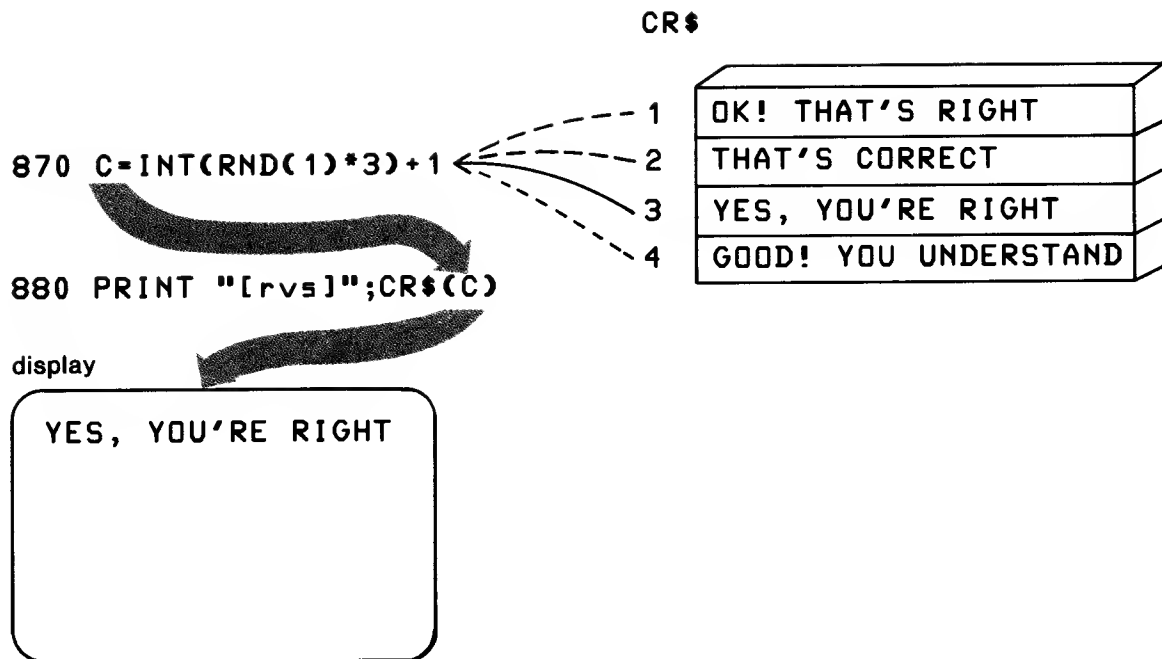 CR$
1 OK! THAT'S RIGHT
2 THAT'S CORRECT
870 C=INT(RND(1)*3)+1
3 YES, YOU'RE RIGHT
4 GOOD! YOU UNDERSTAND
880 PRINT "[rvs]";CR$(C)
display
YES, YOU'RE RIGHT